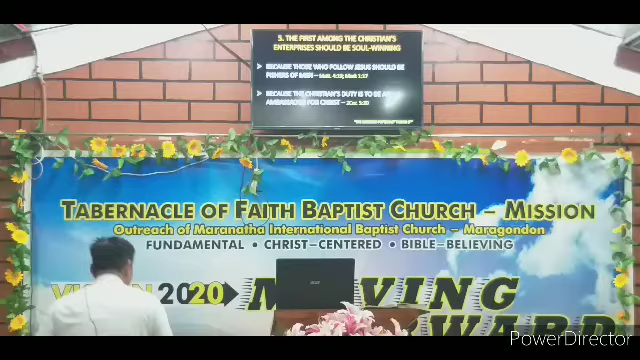 5. THE FIRST AMONG THE CHRISTIAN'S
ENTERPRISES SHOULD BE SOUL-WINNING
BECAUSE THOSE WHO FOLLOW JESUS SHOULD BE
FISHERS OF MEN – Matt. 4:19; Mark 1:17
BECAUSE THE CHRISTIAN'S DUTY IS TO BE AN
AMBASSADOR FOR CHRIST – 2Cor. 5:20
TABERNACLE OF FAITH BAPTIST CHURCH – MISSION
Outreach of Maranatha International Baptist Church – Maragondon
FUNDAMENTAL • CHRIST-CENTERED • BIBLE-BELIEVING
2020
acer
PowerDirector